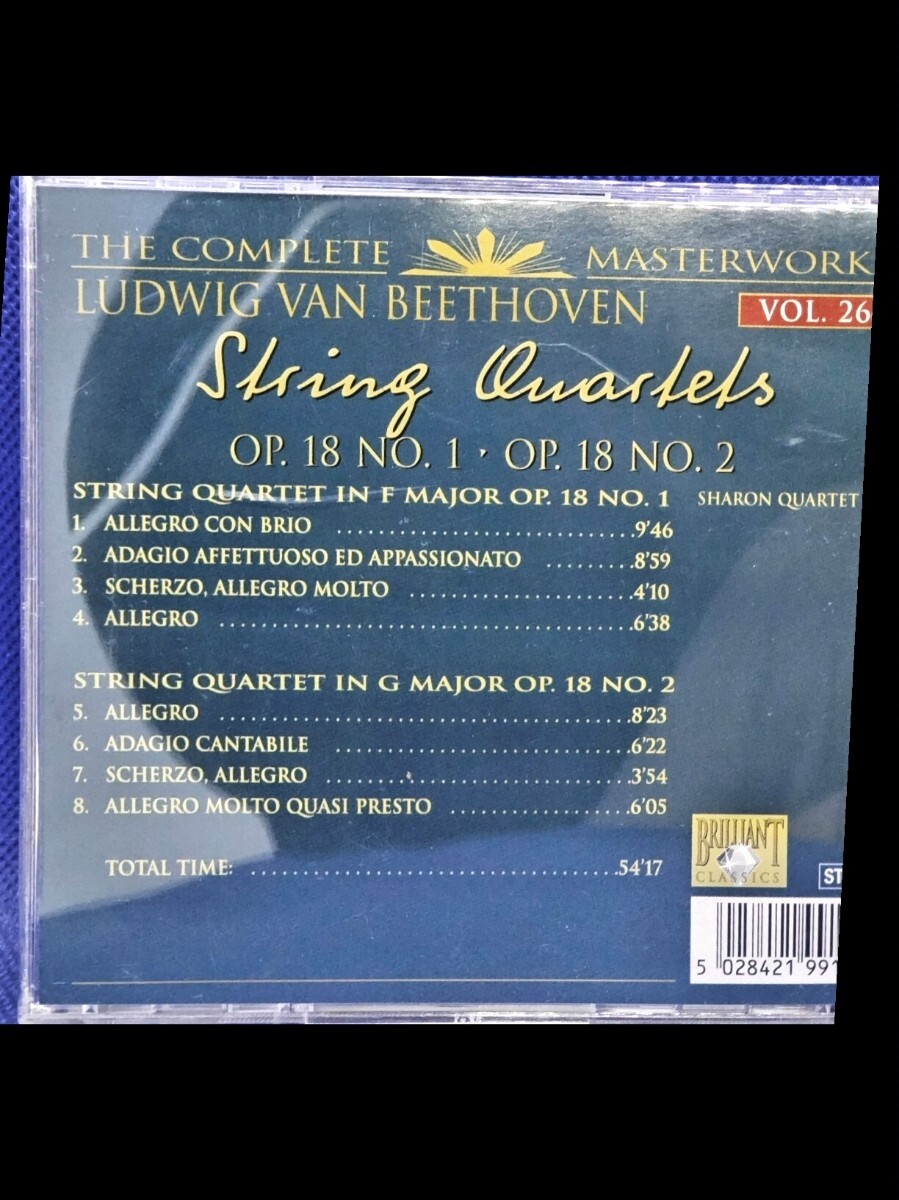 THE COMPLETE MASTERWORK
LUDWIG VAN BEETHOVEN
VOL. 26
String Quartets
OP. 18 NO. 1 · OP. 18 NO. 2
STRING QUARTET IN F MAJOR OP. 18 NO. 1 SHARON QUARTET
1. ALLEGRO CON BRIO ..............................9'46
2. ADAGIO AFFETTUOSO ED APPASSIONATO .........8'59
3. SCHERZO, ALLEGRO MOLTO ......................4'10
4. ALLEGRO ........................................6'38
STRING QUARTET IN G MAJOR OP. 18 NO. 2
5. ALLEGRO ........................................8'23
6. ADAGIO CANTABILE .............................6'22
7. SCHERZO, ALLEGRO ..............................3'54
8. ALLEGRO MOLTO QUASI PRESTO ..................6'05
TOTAL TIME: ....................................54'17
BRILLIANT
CLASSICS
ST
5 028421 991